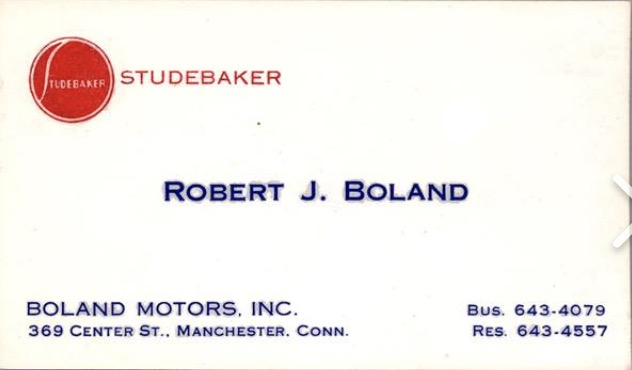 STUDEBAKER STUDEBAKER
ROBERT J. BOLAND
BOLAND MOTORS, INC.
369 CENTER ST., MANCHESTER, CONN.
BUS. 643-4079
RES. 643-4557